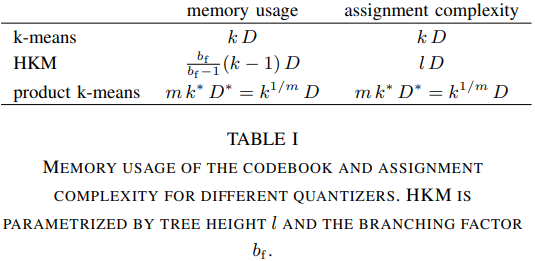 memory usage assignment complexity
k-means k D k D
HKM b_f/(b_f−1) (k − 1) D l D
product k-means m k* D* = k^{1/m} D m k* D* = k^{1/m} D
TABLE I
MEMORY USAGE OF THE CODEBOOK AND ASSIGNMENT
COMPLEXITY FOR DIFFERENT QUANTIZERS. HKM IS
PARAMETRIZED BY TREE HEIGHT l AND THE BRANCHING FACTOR
b_f.